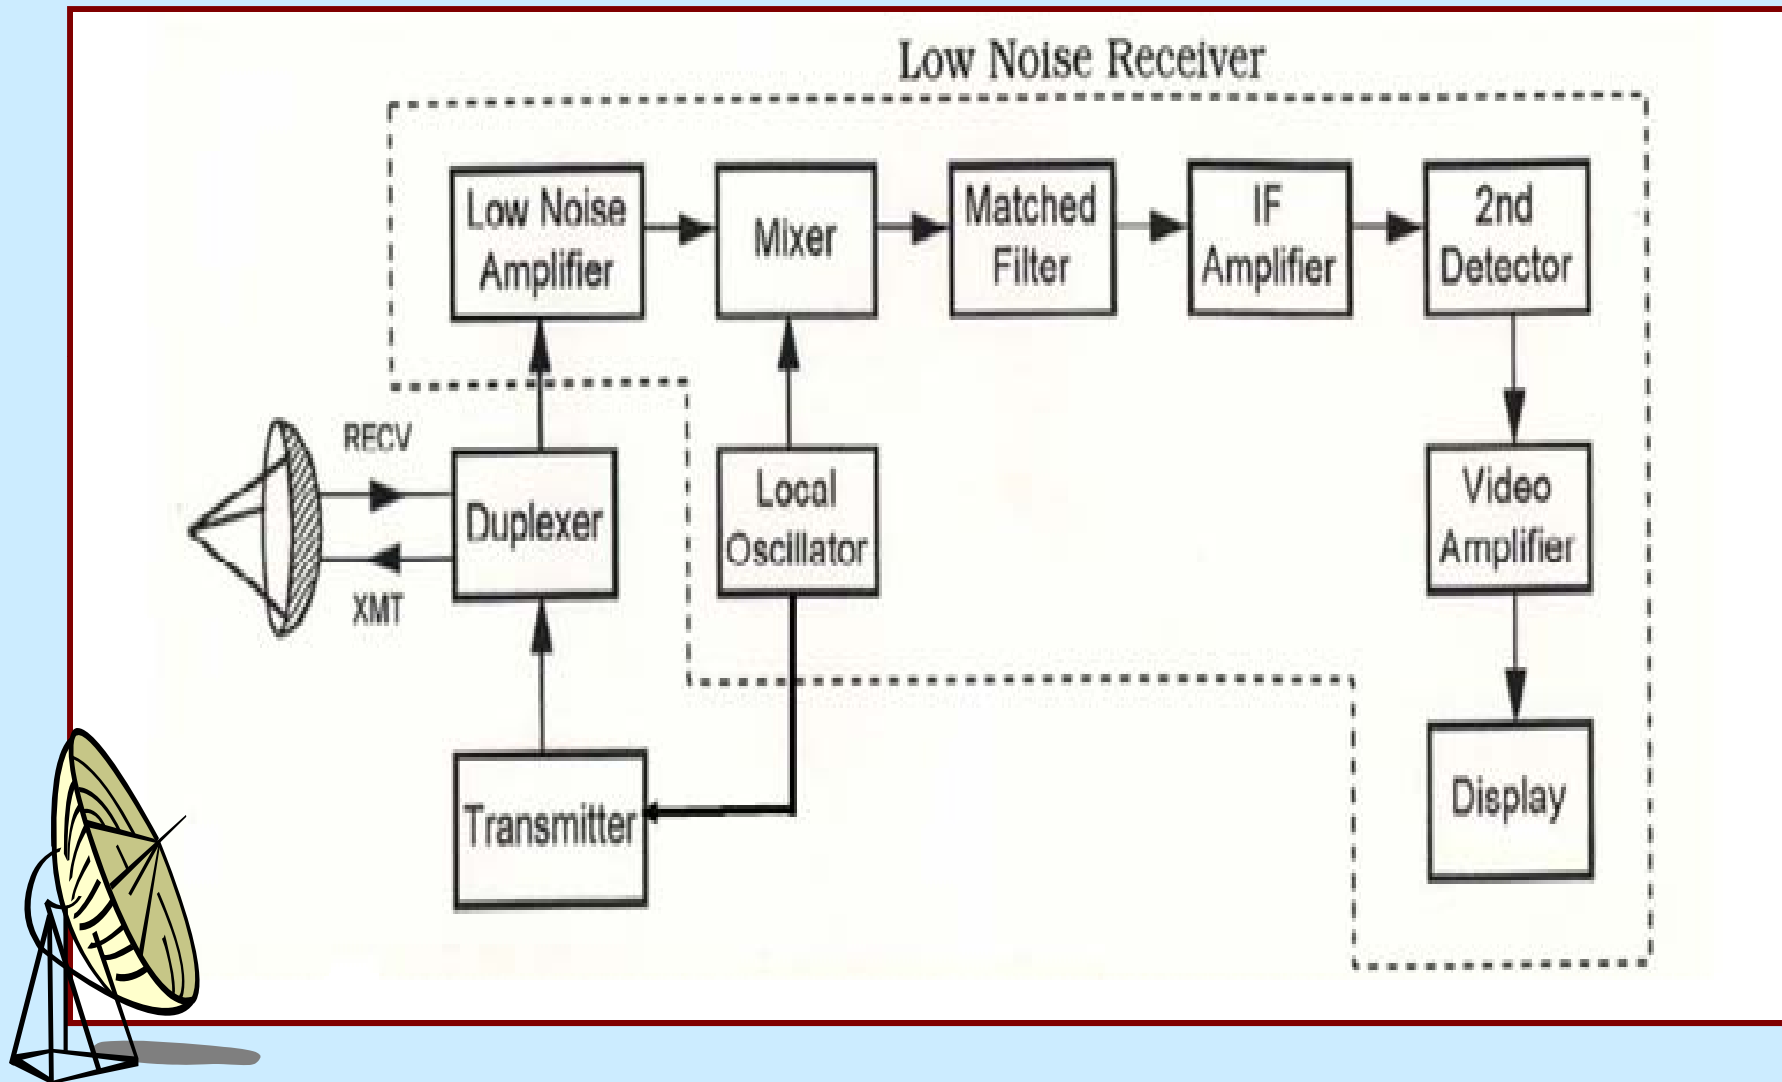 Low Noise Receiver
Low Noise
Amplifier
Mixer
Matched
Filter
IF
Amplifier
2nd
Detector
RECV
Duplexer
XMT
Local
Oscillator
Video
Amplifier
Transmitter
Display